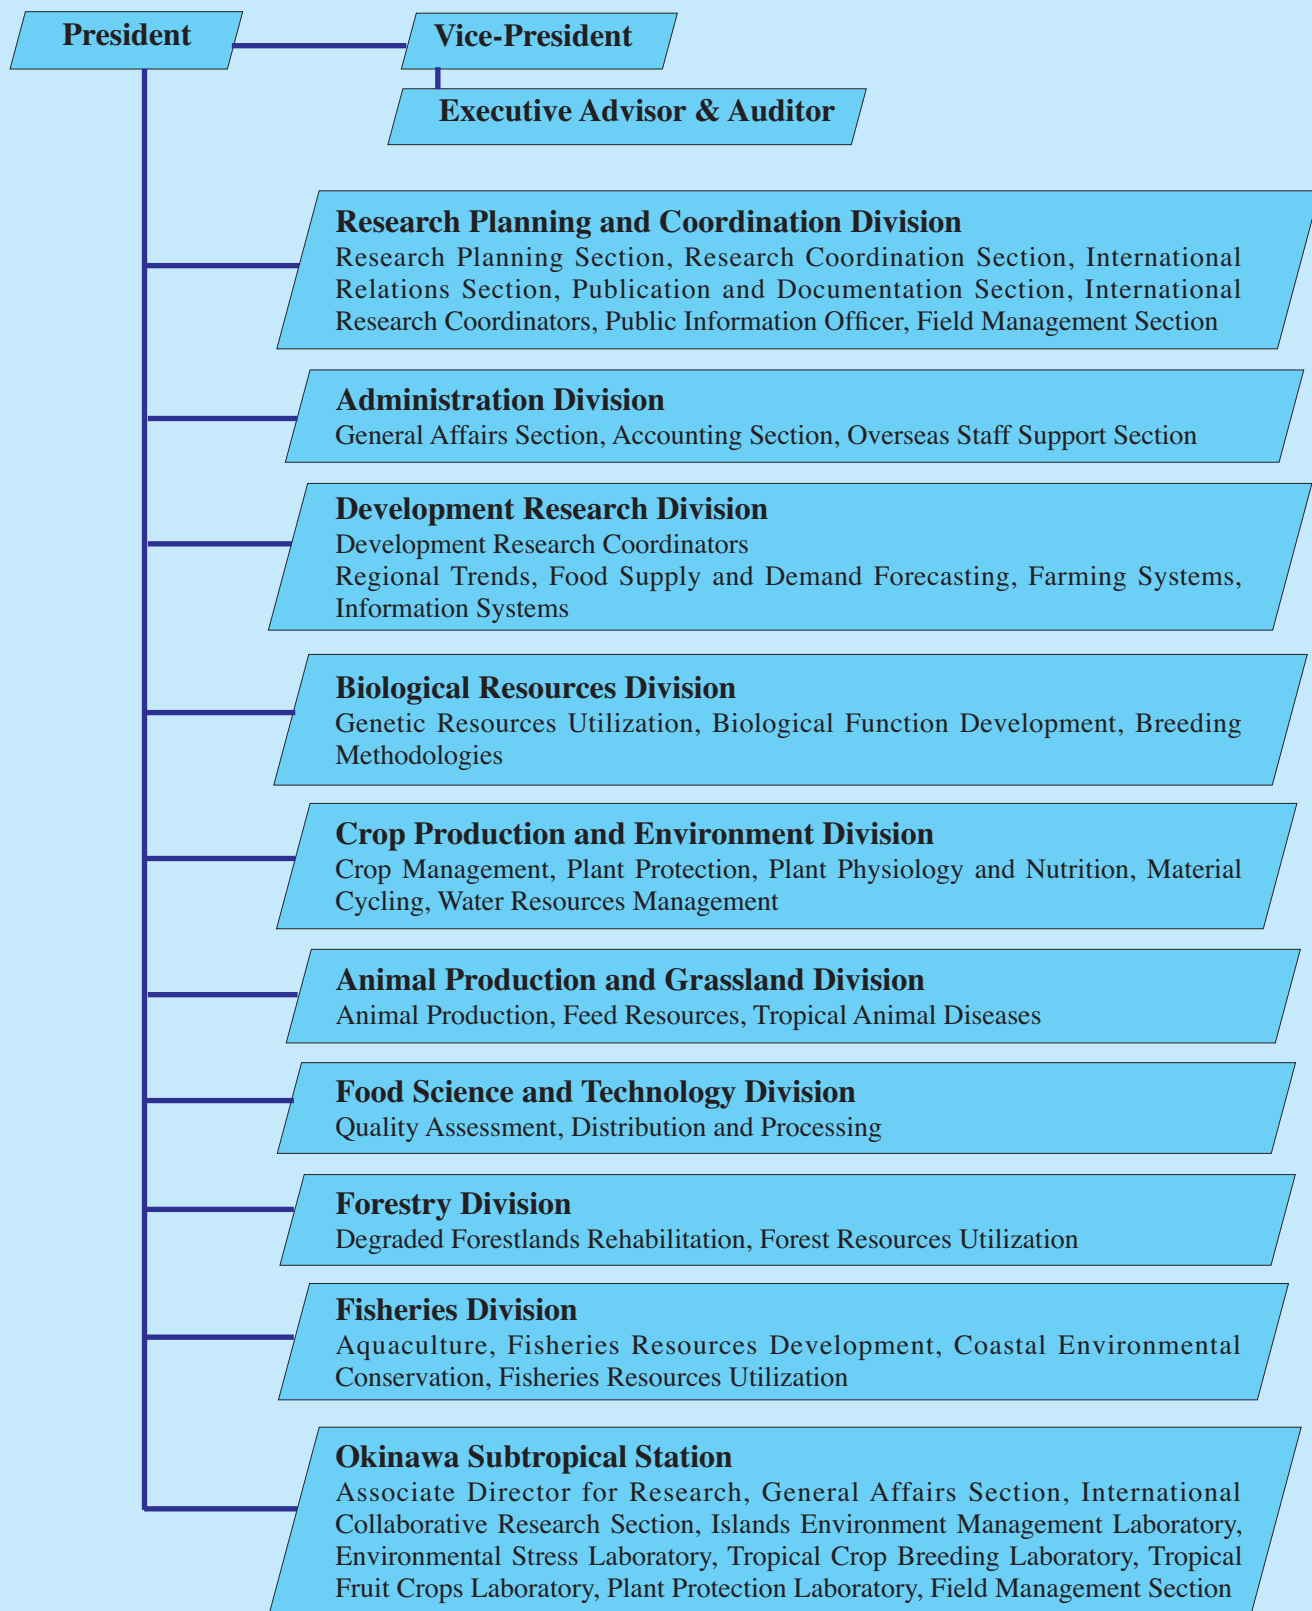 President
Vice-President
Executive Advisor & Auditor
Research Planning and Coordination Division
Research Planning Section, Research Coordination Section, International
Relations Section, Publication and Documentation Section, International
Research Coordinators, Public Information Officer, Field Management Section
Administration Division
General Affairs Section, Accounting Section, Overseas Staff Support Section
Development Research Division
Development Research Coordinators
Regional Trends, Food Supply and Demand Forecasting, Farming Systems,
Information Systems
Biological Resources Division
Genetic Resources Utilization, Biological Function Development, Breeding
Methodologies
Crop Production and Environment Division
Crop Management, Plant Protection, Plant Physiology and Nutrition, Material
Cycling, Water Resources Management
Animal Production and Grassland Division
Animal Production, Feed Resources, Tropical Animal Diseases
Food Science and Technology Division
Quality Assessment, Distribution and Processing
Forestry Division
Degraded Forestlands Rehabilitation, Forest Resources Utilization
Fisheries Division
Aquaculture, Fisheries Resources Development, Coastal Environmental
Conservation, Fisheries Resources Utilization
Okinawa Subtropical Station
Associate Director for Research, General Affairs Section, International
Collaborative Research Section, Islands Environment Management Laboratory,
Environmental Stress Laboratory, Tropical Crop Breeding Laboratory, Tropical
Fruit Crops Laboratory, Plant Protection Laboratory, Field Management Section